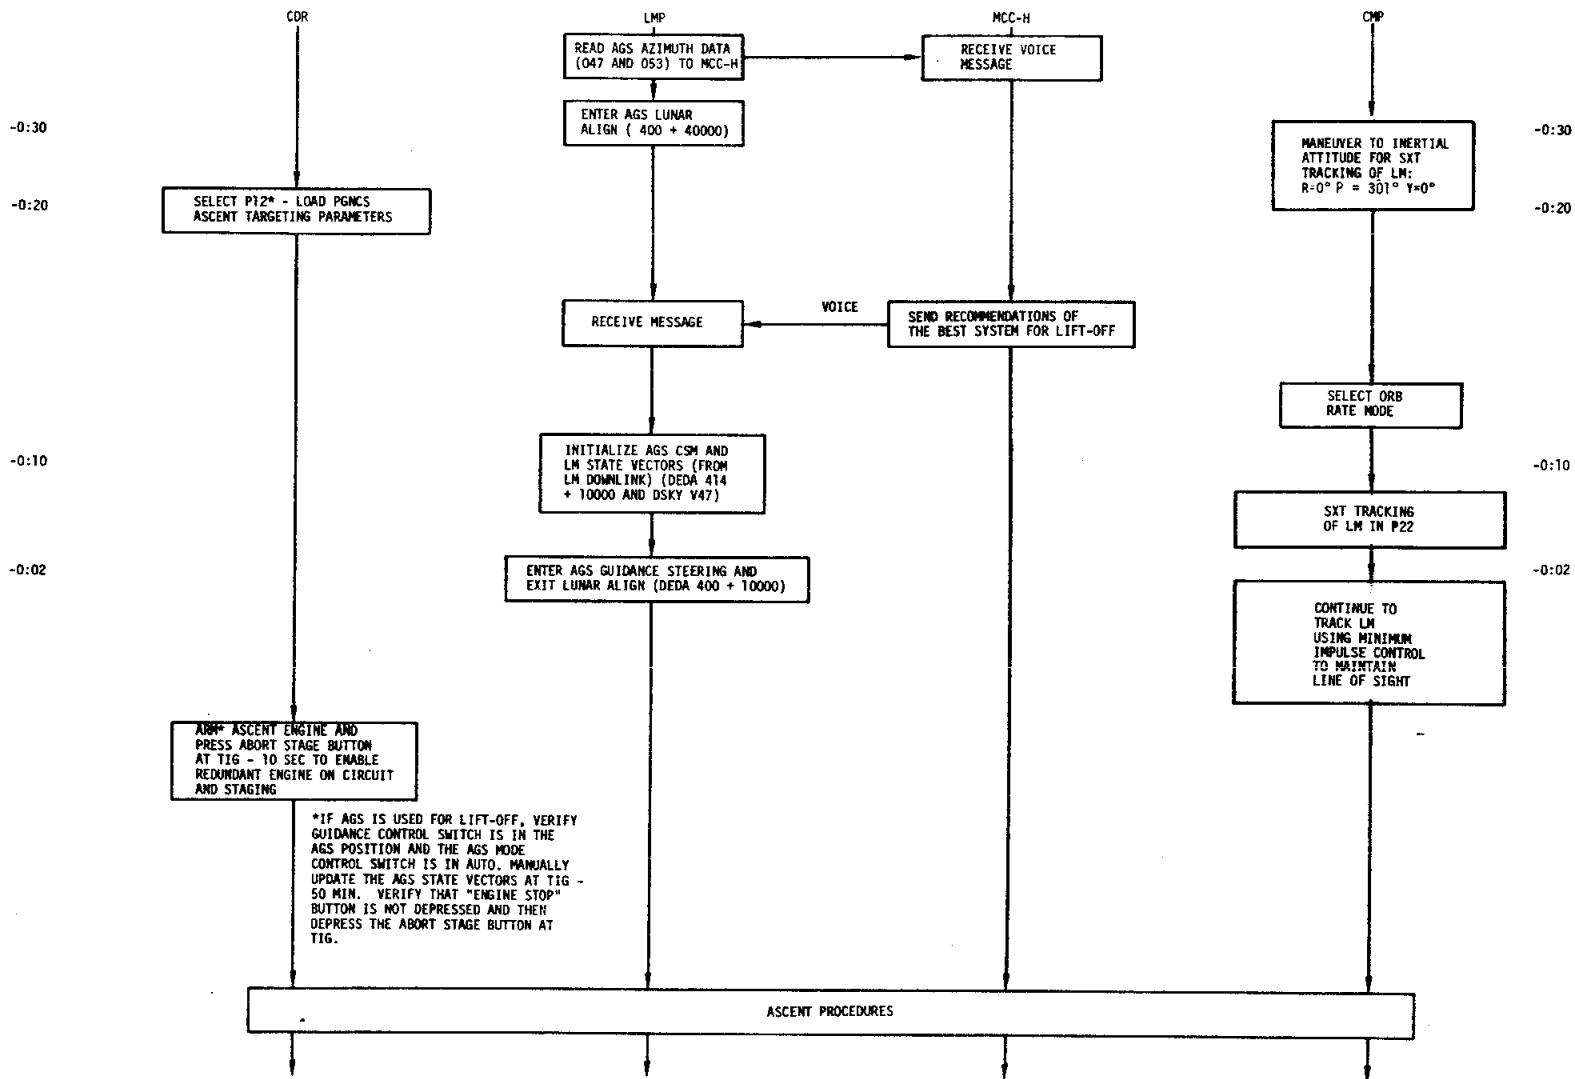 CDR
LMP
MCC-H
CMP
READ AGS AZIMUTH DATA
(047 AND 053) TO MCC-H
RECEIVE VOICE
MESSAGE
ENTER AGS LUNAR
ALIGN ( 400 + 40000)
-0:30
-0:30
MANEUVER TO INERTIAL
ATTITUDE FOR SXT
TRACKING OF LM:
R=0° P = 301° Y=0°
SELECT P12* - LOAD PGNCS
ASCENT TARGETING PARAMETERS
-0:20
-0:20
RECEIVE MESSAGE
VOICE
SEND RECOMMENDATIONS OF
THE BEST SYSTEM FOR LIFT-OFF
SELECT ORB
RATE MODE
-0:10
-0:10
INITIALIZE AGS CSM AND
LM STATE VECTORS (FROM
LM DOWNLINK) (DEDA 414
+ 10000 AND DSKY V47)
SXT TRACKING
OF LM IN P22
-0:02
-0:02
ENTER AGS GUIDANCE STEERING AND
EXIT LUNAR ALIGN (DEDA 400 + 10000)
CONTINUE TO
TRACK LM
USING MINIMUM
IMPULSE CONTROL
TO MAINTAIN
LINE OF SIGHT
ARM* ASCENT ENGINE AND
PRESS ABORT STAGE BUTTON
AT TIG - 10 SEC TO ENABLE
REDUNDANT ENGINE ON CIRCUIT
AND STAGING
*IF AGS IS USED FOR LIFT-OFF, VERIFY
GUIDANCE CONTROL SWITCH IS IN THE
AGS POSITION AND THE AGS MODE
CONTROL SWITCH IS IN AUTO. MANUALLY
UPDATE THE AGS STATE VECTORS AT TIG -
50 MIN. VERIFY THAT "ENGINE STOP"
BUTTON IS NOT DEPRESSED AND THEN
DEPRESS THE ABORT STAGE BUTTON AT
TIG.
ASCENT PROCEDURES